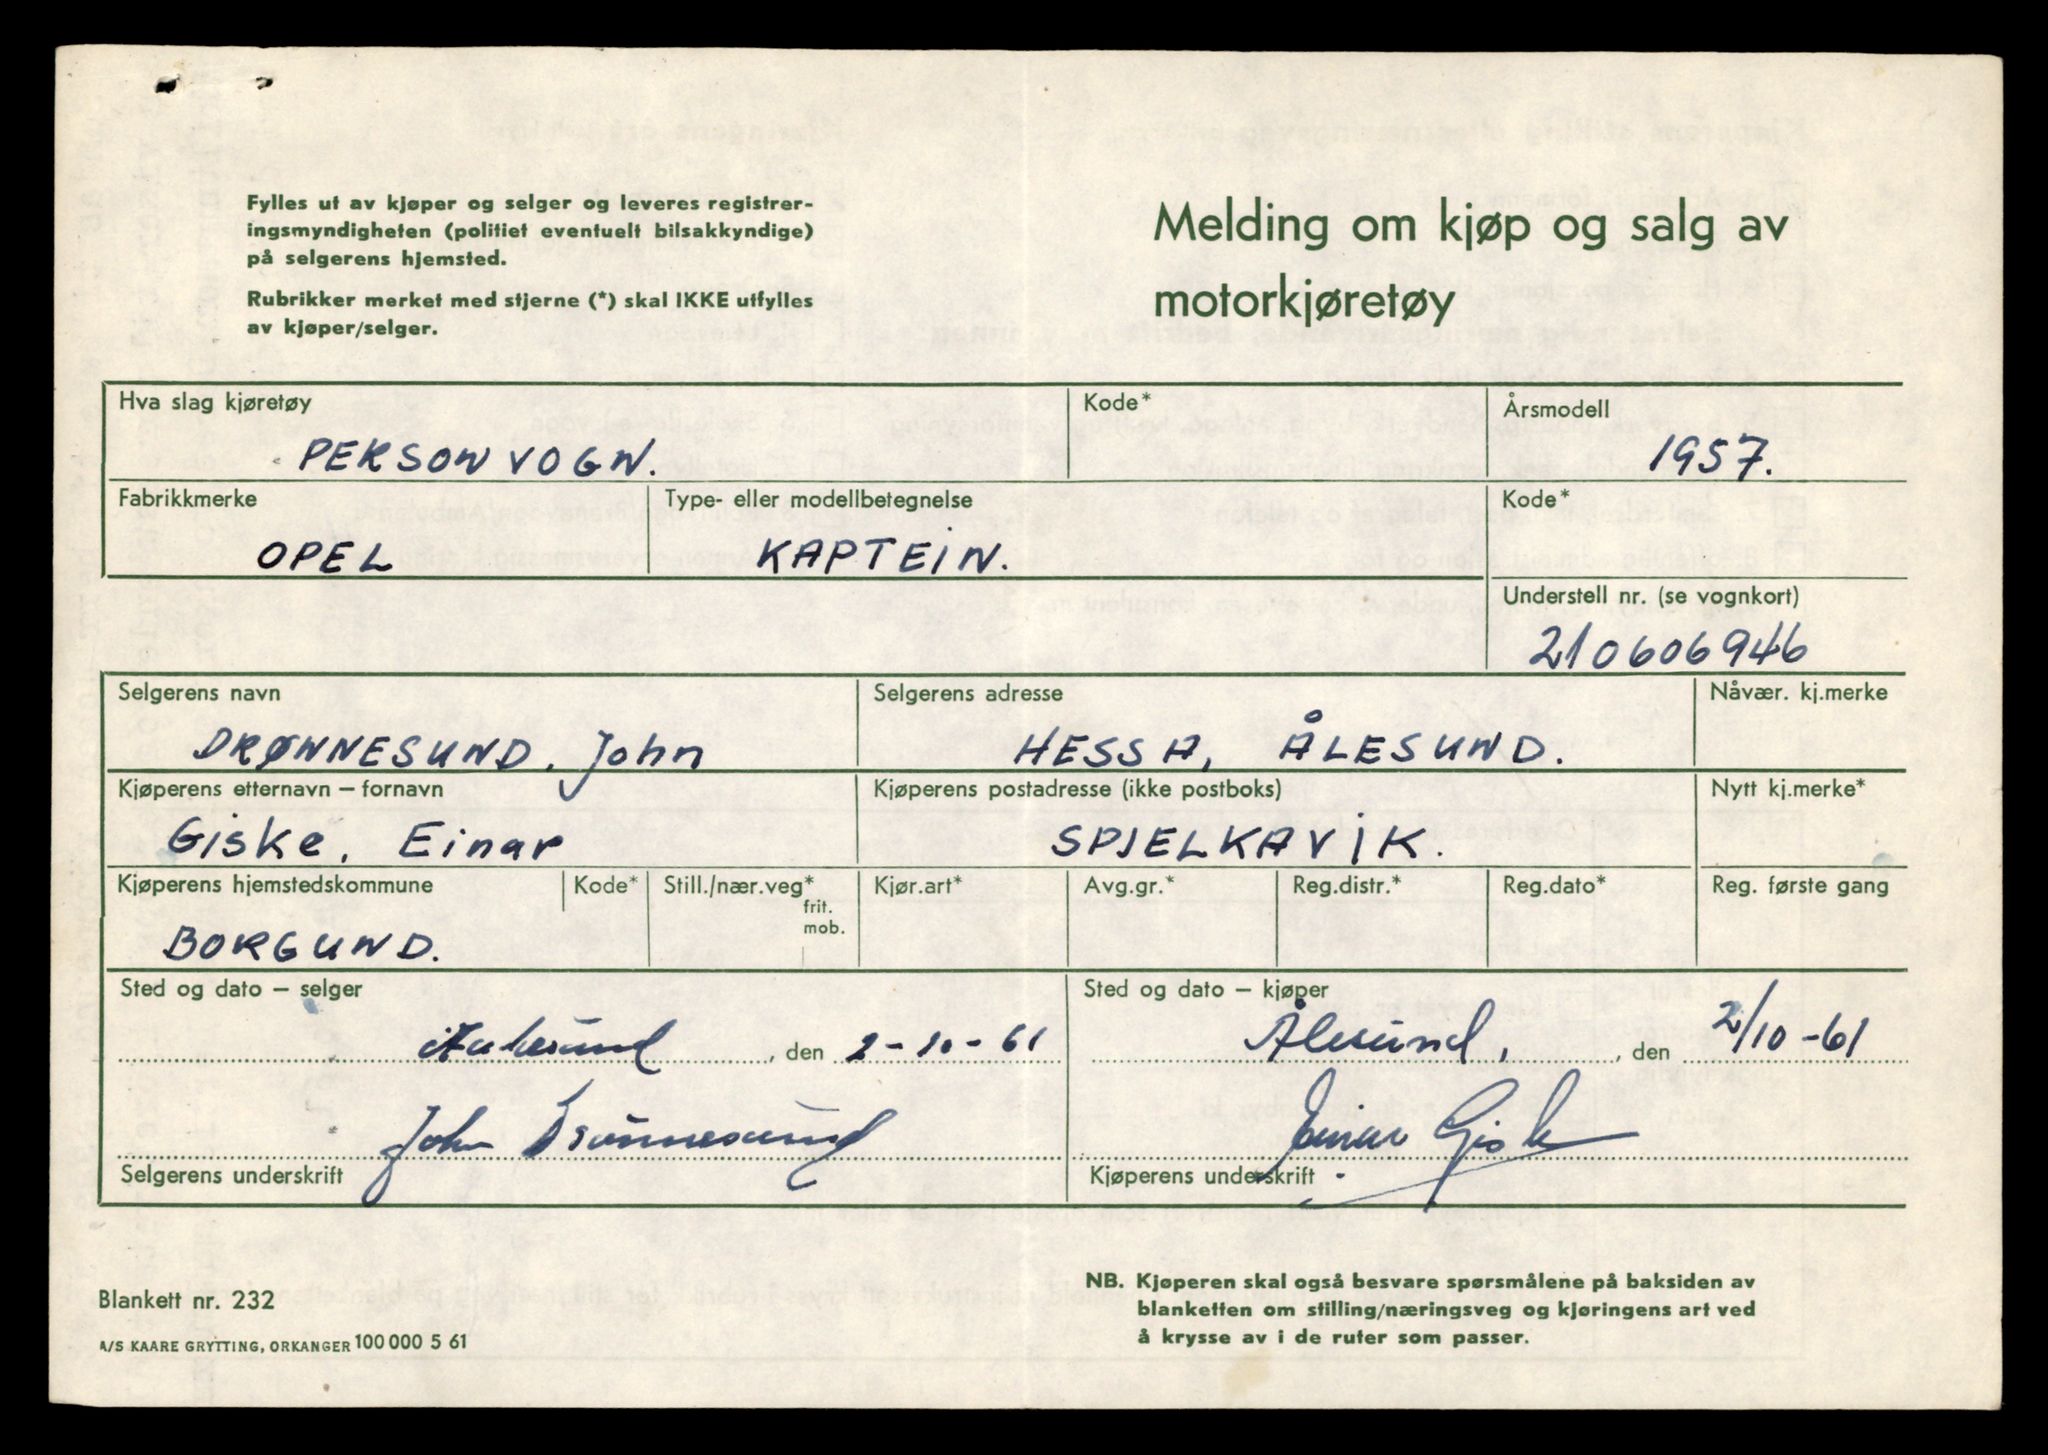 Fylles ut av kjøper og selger og leveres registrer-
ingsmyndigheten (politiet eventuelt bilsakkyndige)
på selgerens hjemsted.
Rubrikker merket med stjerne (*) skal IKKE utfylles
av kjøper/selger.
Melding om kjøp og salg av
motorkjøretøy
Hva slag kjøretøy Kode* Årsmodell
PERSONVOGN. 1957.
Fabrikkmerke Type- eller modellbetegnelse Kode*
OPEL KAPTEIN.
Understell nr. (se vognkort)
210606946
Selgerens navn Selgerens adresse Nåvær. kj.merke
DRØNNESUND, John HESSA, ÅLESUND.
Kjøperens etternavn – fornavn Kjøperens postadresse (ikke postboks) Nytt kj.merke*
Giske, Einar SPJELKAVIK.
Kjøperens hjemstedskommune Kode* Still./nær.veg* Kjør.art* Avg.gr.* Reg.distr.* Reg.dato* Reg. første gang
frit.
mob.
BORGUND.
Sted og dato – selger Sted og dato – kjøper
, den 2-10-61 Ålesund, , den 2/10-61
John Drønnesund Einar Giske
Selgerens underskrift Kjøperens underskrift
Blankett nr. 232
A/S KAARE GRYTTING, ORKANGER 100 000 5 61
NB. Kjøperen skal også besvare spørsmålene på baksiden av
blanketten om stilling/næringsveg og kjøringens art ved
å krysse av i de ruter som passer.